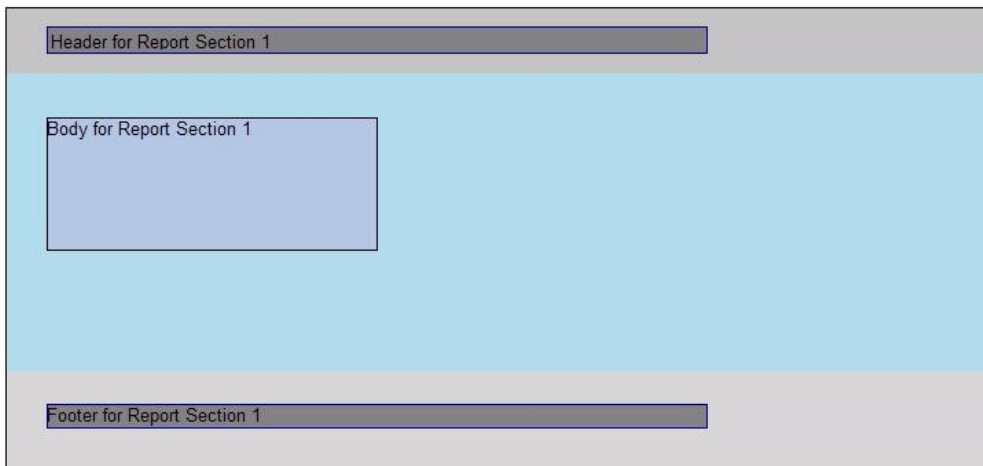 Header for Report Section 1
Body for Report Section 1
Footer for Report Section 1